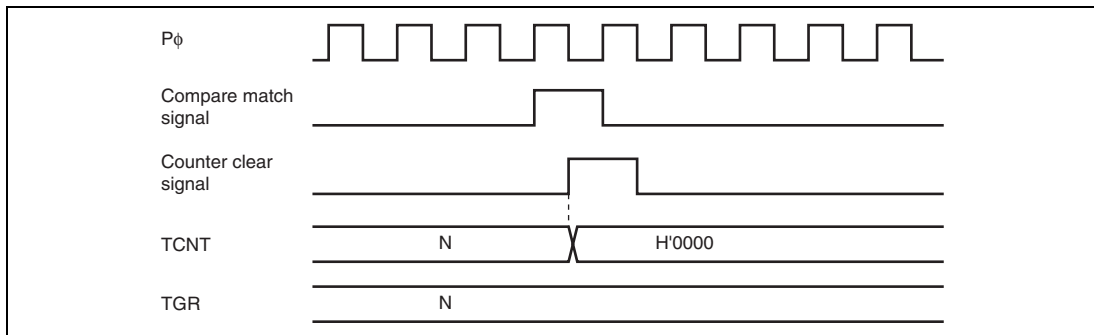 Pϕ
Compare match
signal
Counter clear
signal
TCNT
N
H'0000
TGR
N